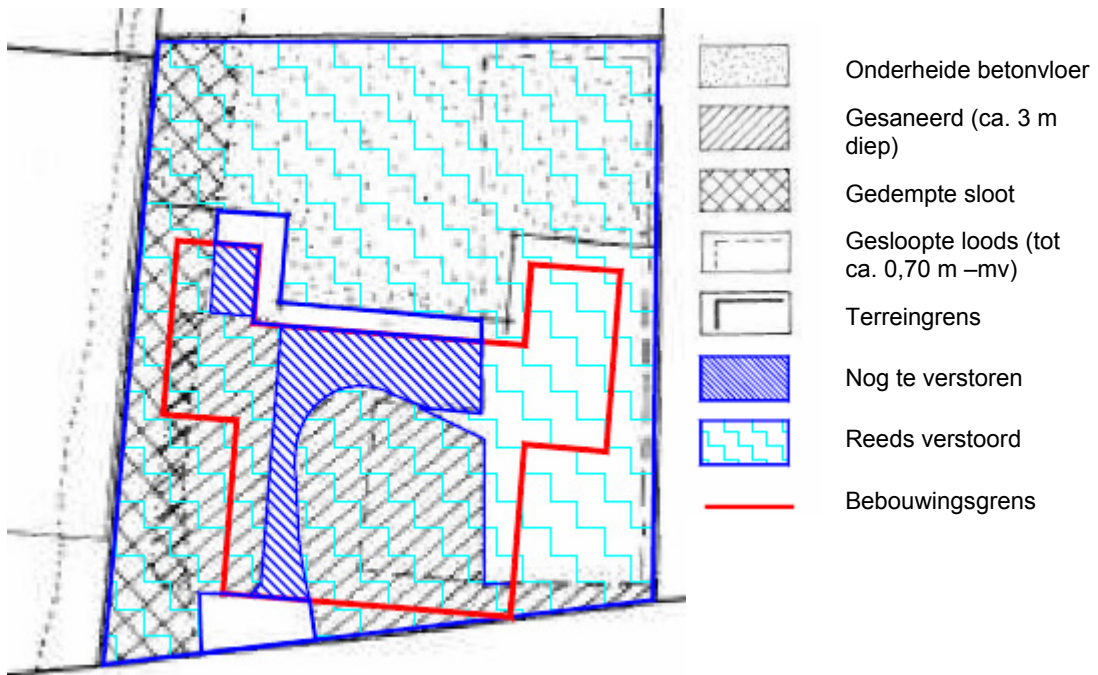 Onderheide betonvloer
Gesaneerd (ca. 3 m
diep)
Gedempte sloot
Gesloopte loods (tot
ca. 0,70 m –mv)
Terreingrens
Nog te verstoren
Reeds verstoord
Bebouwingsgrens